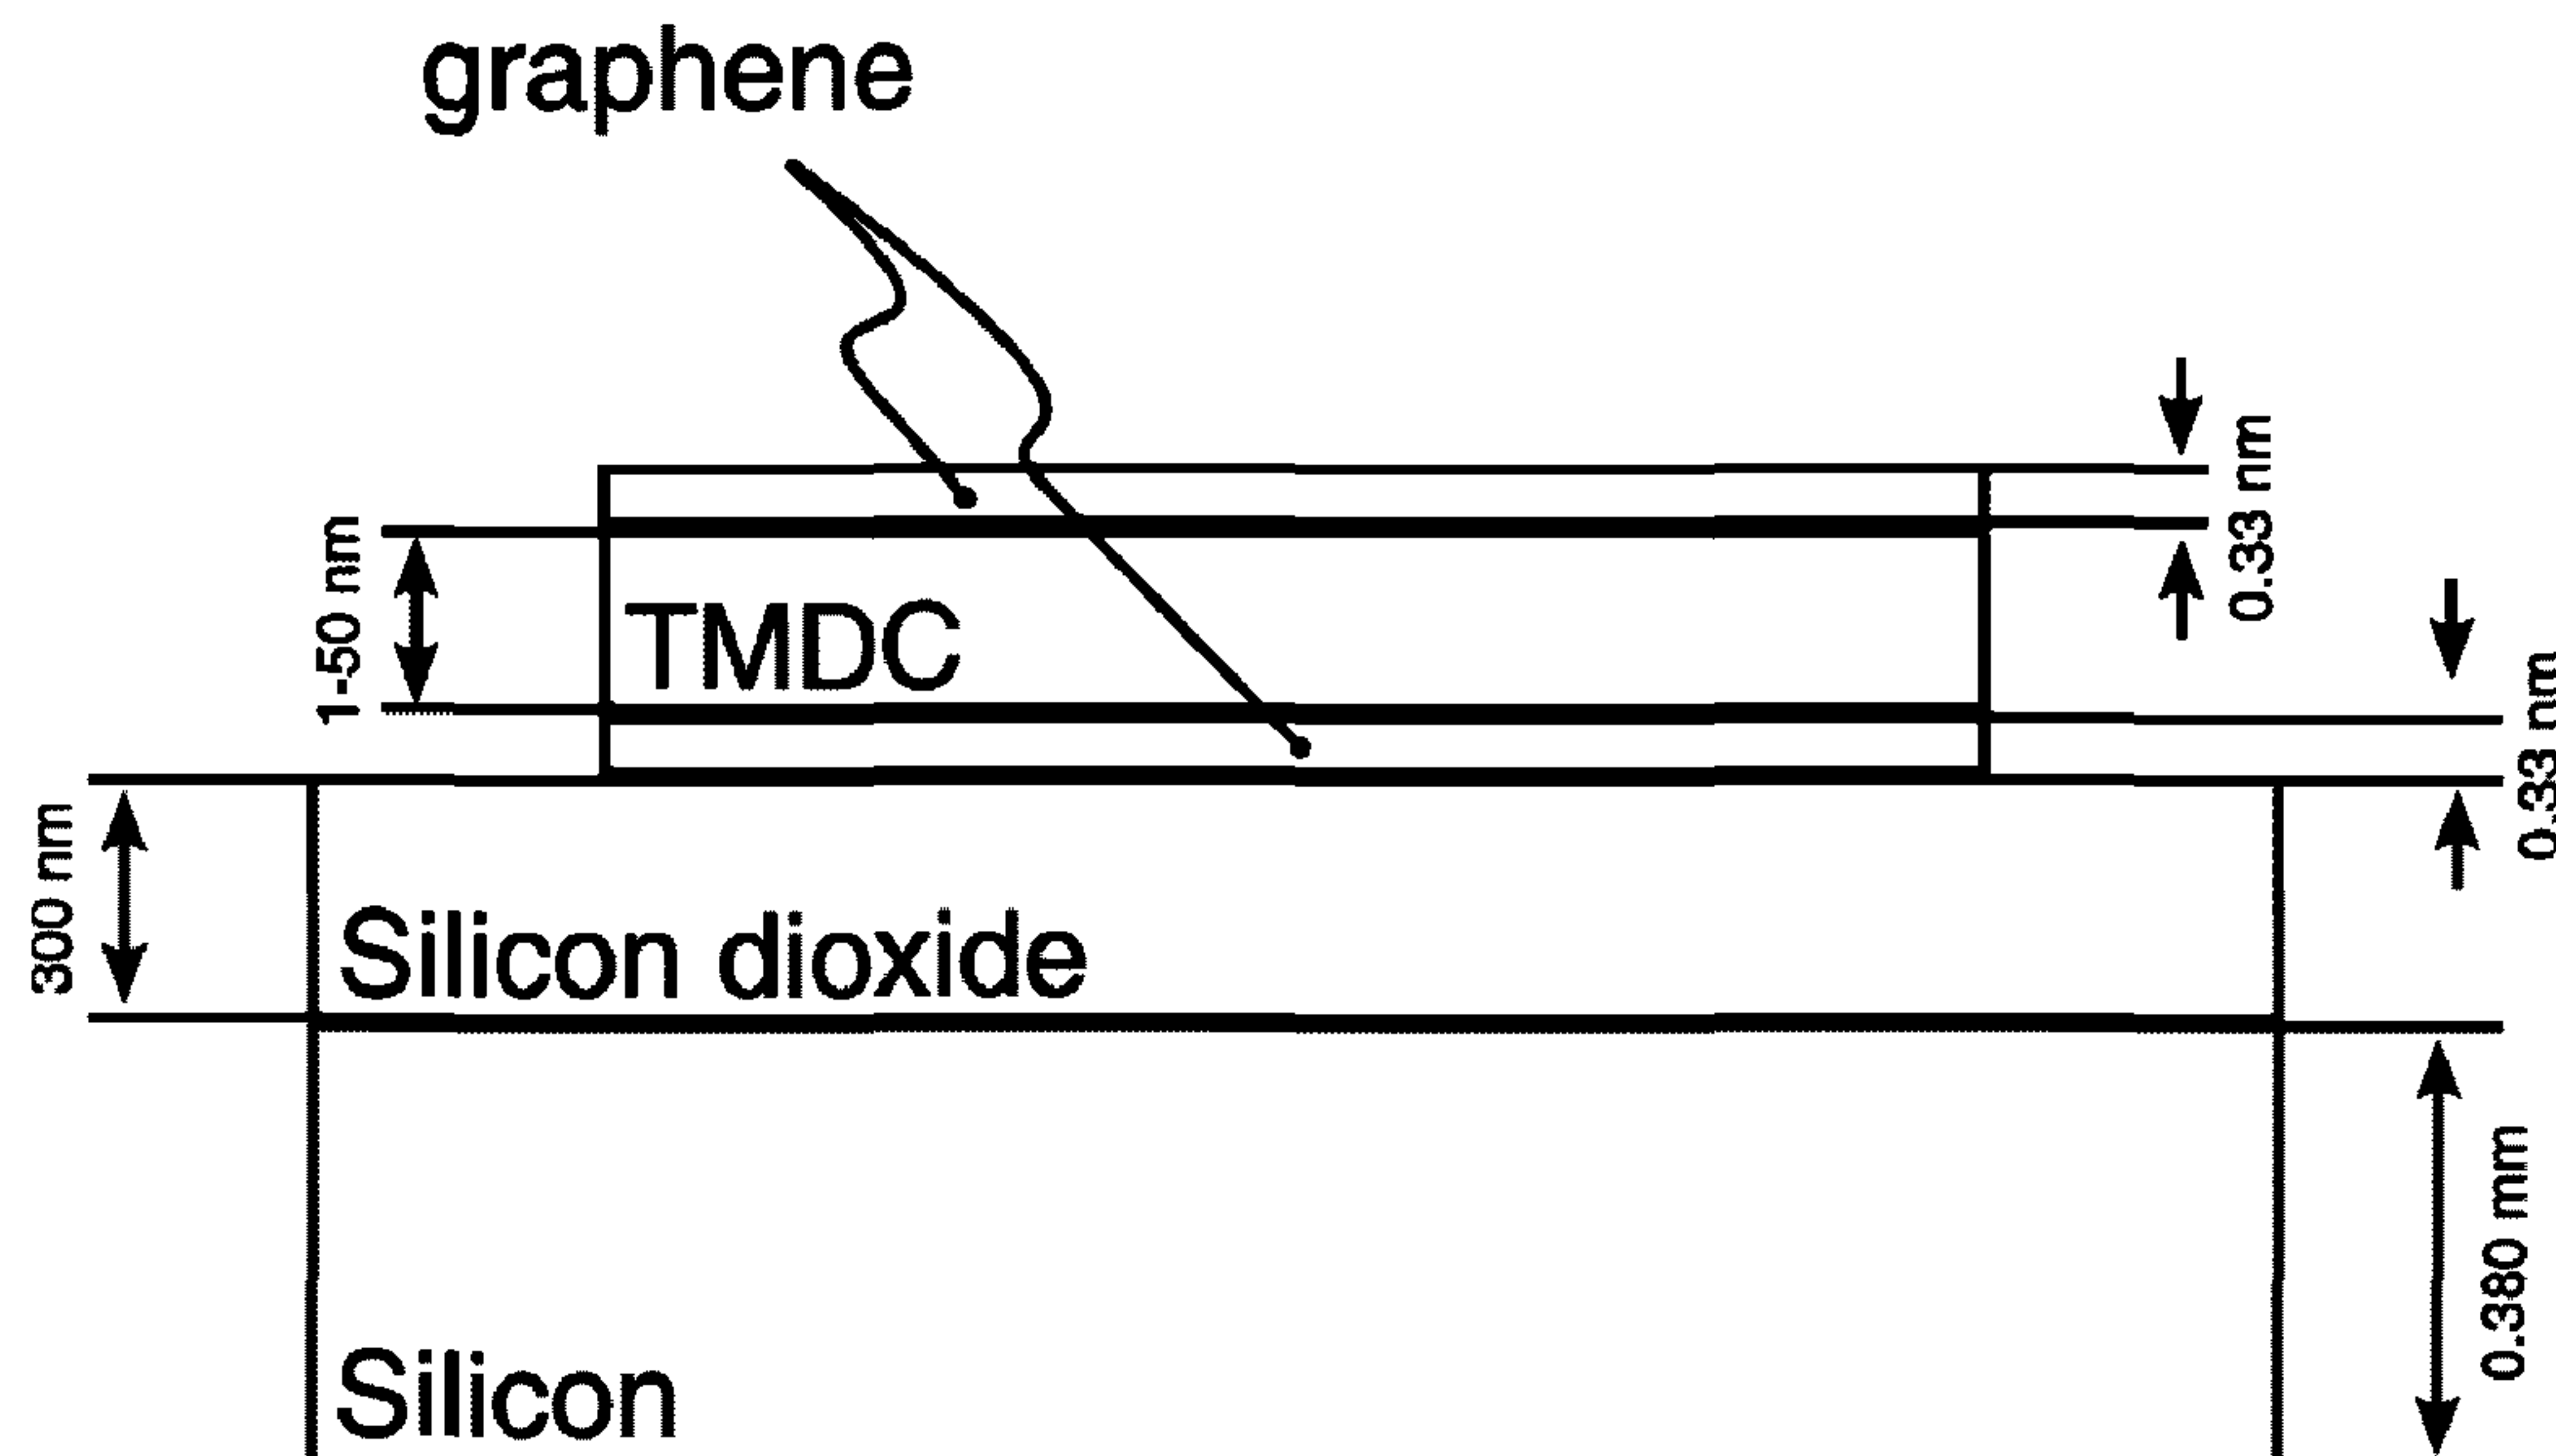 graphene
0.33 nm
1-50 nm
TMDC
0.33 nm
300 nm
Silicon dioxide
0.380 mm
Silicon